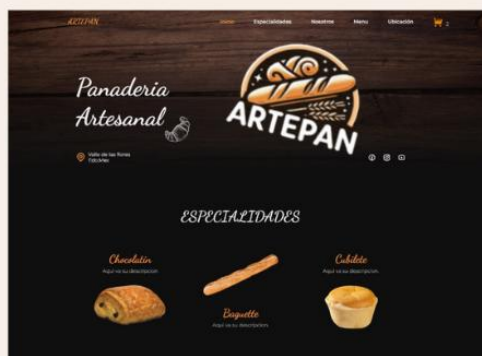 ARTEPAN
Inicio Especialidades Nosotros Menu Ubicación
Panaderia
Artesanal
ARTEPAN
Valle de las flores
ESPECIALIDADES
Chocolatin
Aqui va su descripcion.
Baguette
Aqui va su descripcion.
Cubilete
Aqui va su descripcion.